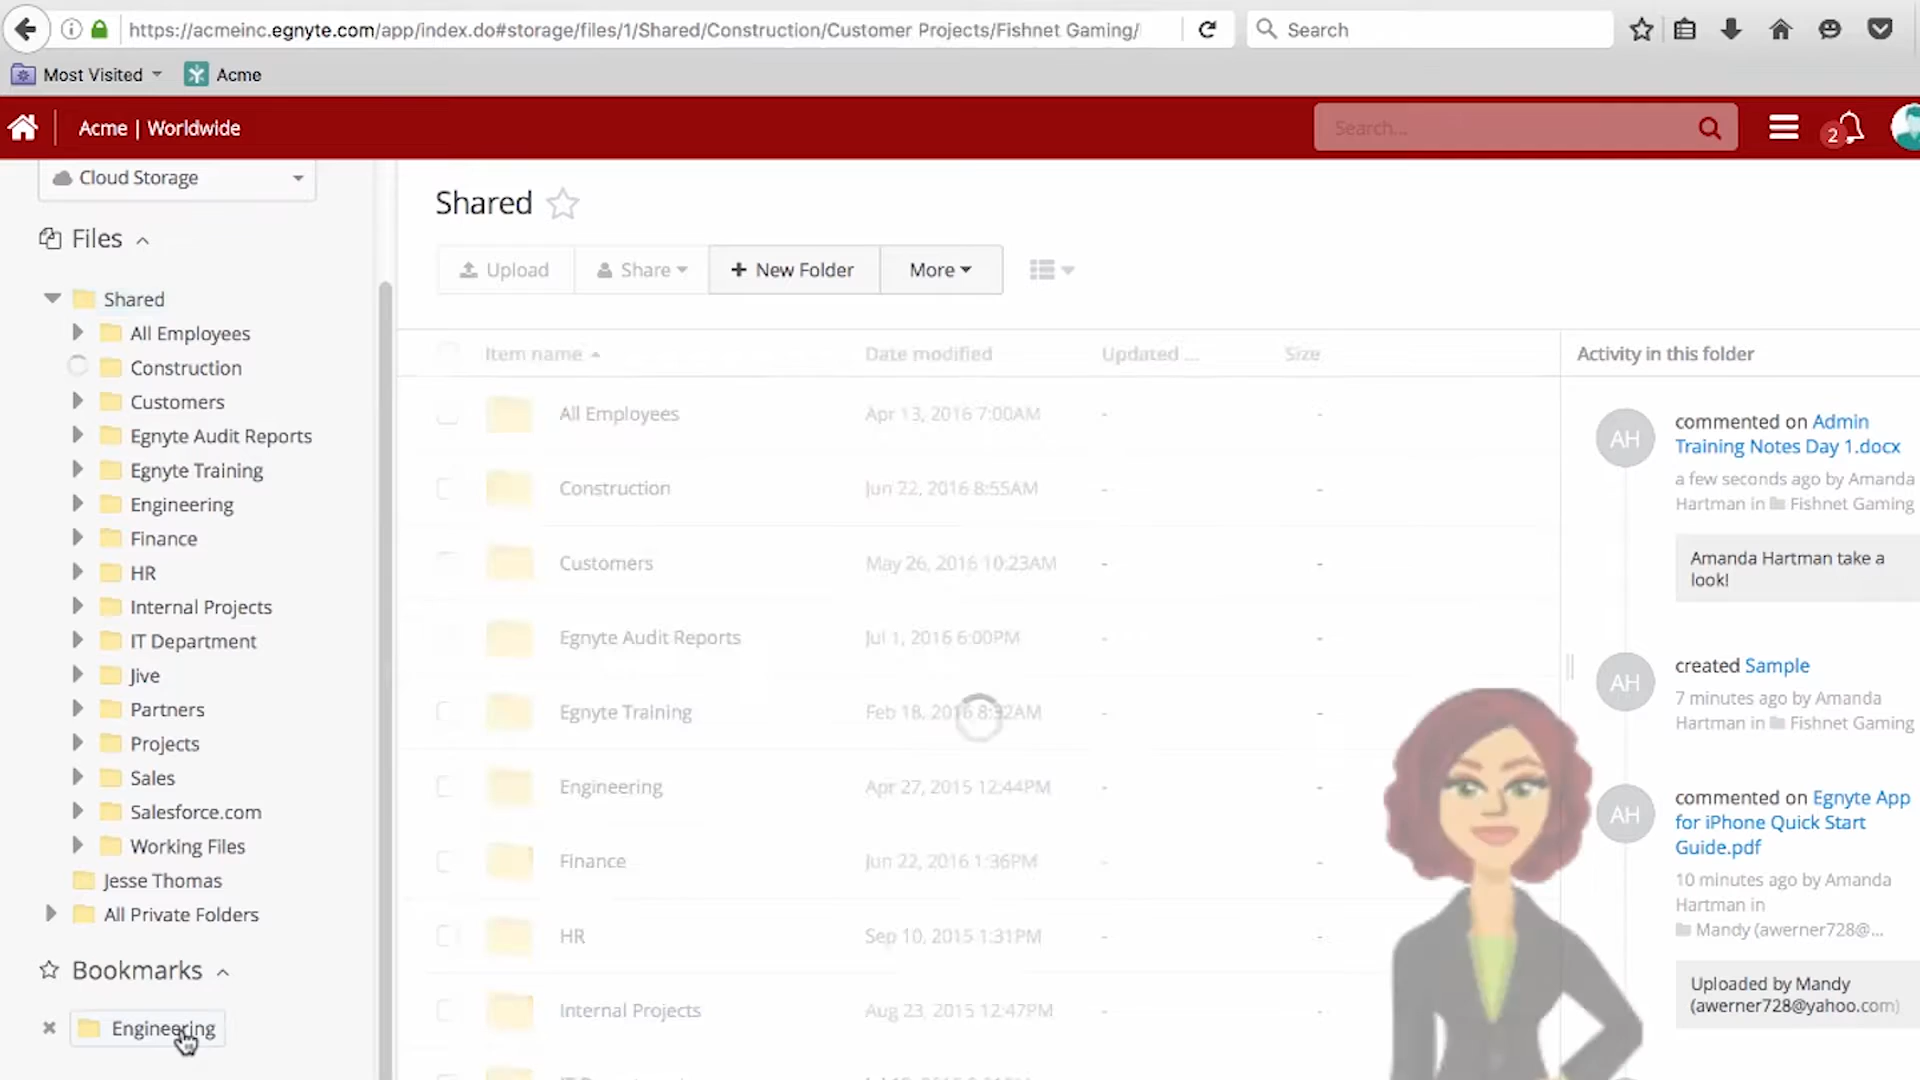 https://acmeinc.egnyte.com/app/index.do#storage/files/1/Shared/Construction/Customer Projects/Fishnet Gaming/
Search
Most Visited
Acme
Acme | Worldwide
Search...
2
Cloud Storage
Files
Shared
All Employees
Construction
Customers
Egnyte Audit Reports
Egnyte Training
Engineering
Finance
HR
Internal Projects
IT Department
Jive
Partners
Projects
Sales
Salesforce.com
Working Files
Jesse Thomas
All Private Folders
Bookmarks
Engineering
Shared
Upload
Share
+ New Folder
More
Item name
Date modified
Updated ...
Size
All Employees
Apr 13, 2016 7:00AM
-
-
Construction
Jun 22, 2016 8:55AM
-
-
Customers
May 26, 2016 10:23AM
-
-
Egnyte Audit Reports
Jul 1, 2016 6:00PM
-
-
Egnyte Training
Feb 18, 2016 8:32AM
-
-
Engineering
Apr 27, 2015 12:44PM
-
-
Finance
Jun 22, 2016 1:36PM
-
-
HR
Sep 10, 2015 1:31PM
-
-
Internal Projects
Aug 23, 2015 12:47PM
-
-
Activity in this folder
AH
commented on Admin
Training Notes Day 1.docx
a few seconds ago by Amanda
Hartman in Fishnet Gaming
Amanda Hartman take a
look!
AH
created Sample
7 minutes ago by Amanda
Hartman in Fishnet Gaming
AH
commented on Egnyte App
for iPhone Quick Start
Guide.pdf
10 minutes ago by Amanda
Hartman in
Mandy (awerner728@...
Uploaded by Mandy
(awerner728@yahoo.com)